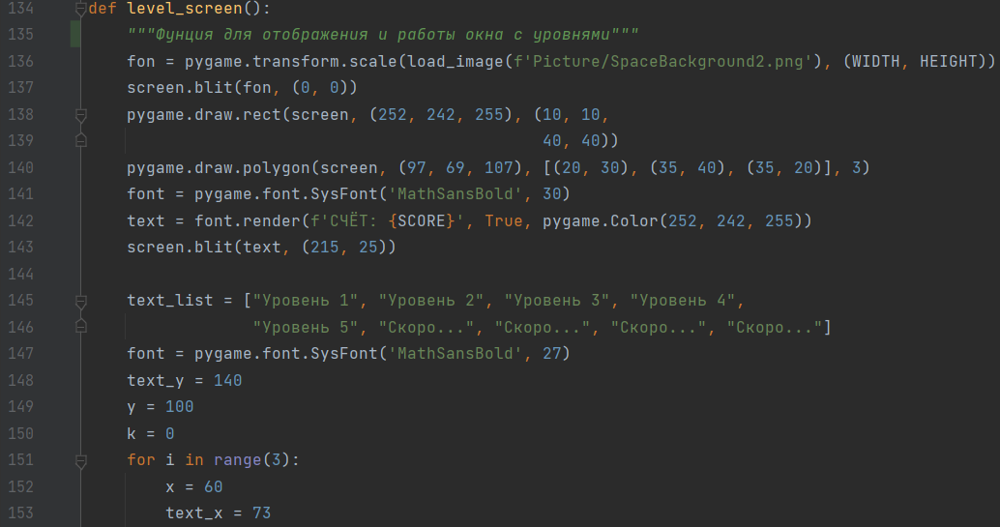 134 def level_screen():
135     """Фунция для отображения и работы окна с уровнями"""
136     fon = pygame.transform.scale(load_image(f'Picture/SpaceBackground2.png'), (WIDTH, HEIGHT))
137     screen.blit(fon, (0, 0))
138     pygame.draw.rect(screen, (252, 242, 255), (10, 10,
139                                                40, 40))
140     pygame.draw.polygon(screen, (97, 69, 107), [(20, 30), (35, 40), (35, 20)], 3)
141     font = pygame.font.SysFont('MathSansBold', 30)
142     text = font.render(f'СЧЁТ: {SCORE}', True, pygame.Color(252, 242, 255))
143     screen.blit(text, (215, 25))
144
145     text_list = ["Уровень 1", "Уровень 2", "Уровень 3", "Уровень 4",
146                  "Уровень 5", "Скоро...", "Скоро...", "Скоро...", "Скоро..."]
147     font = pygame.font.SysFont('MathSansBold', 27)
148     text_y = 140
149     y = 100
150     k = 0
151     for i in range(3):
152         x = 60
153         text_x = 73